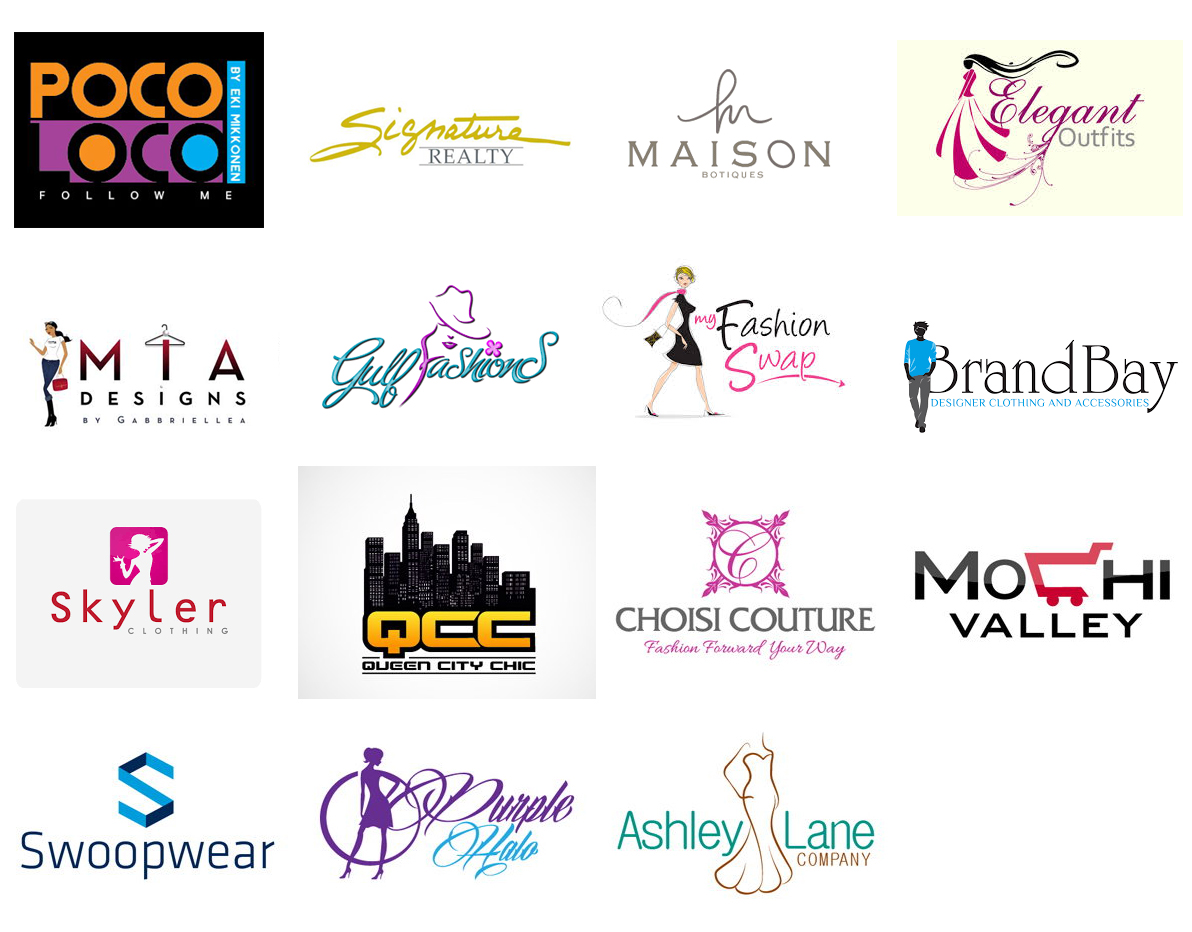 POCO
LOCO
BY EKI MIKKONEN
FOLLOW ME
Signature
REALTY
MAISON
BOTIQUES
Elegant
Outfits
MIA
DESIGNS
BY GABBRIELLEA
Gulf Fashions
my Fashion
Swap
BrandBay
DESIGNER CLOTHING AND ACCESSORIES
Skyler
CLOTHING
QCC
QUEEN CITY CHIC
C
CHOISI COUTURE
Fashion Forward Your Way
MOCHI
VALLEY
S
Swoopwear
Purple
Halo
Ashley Lane
COMPANY